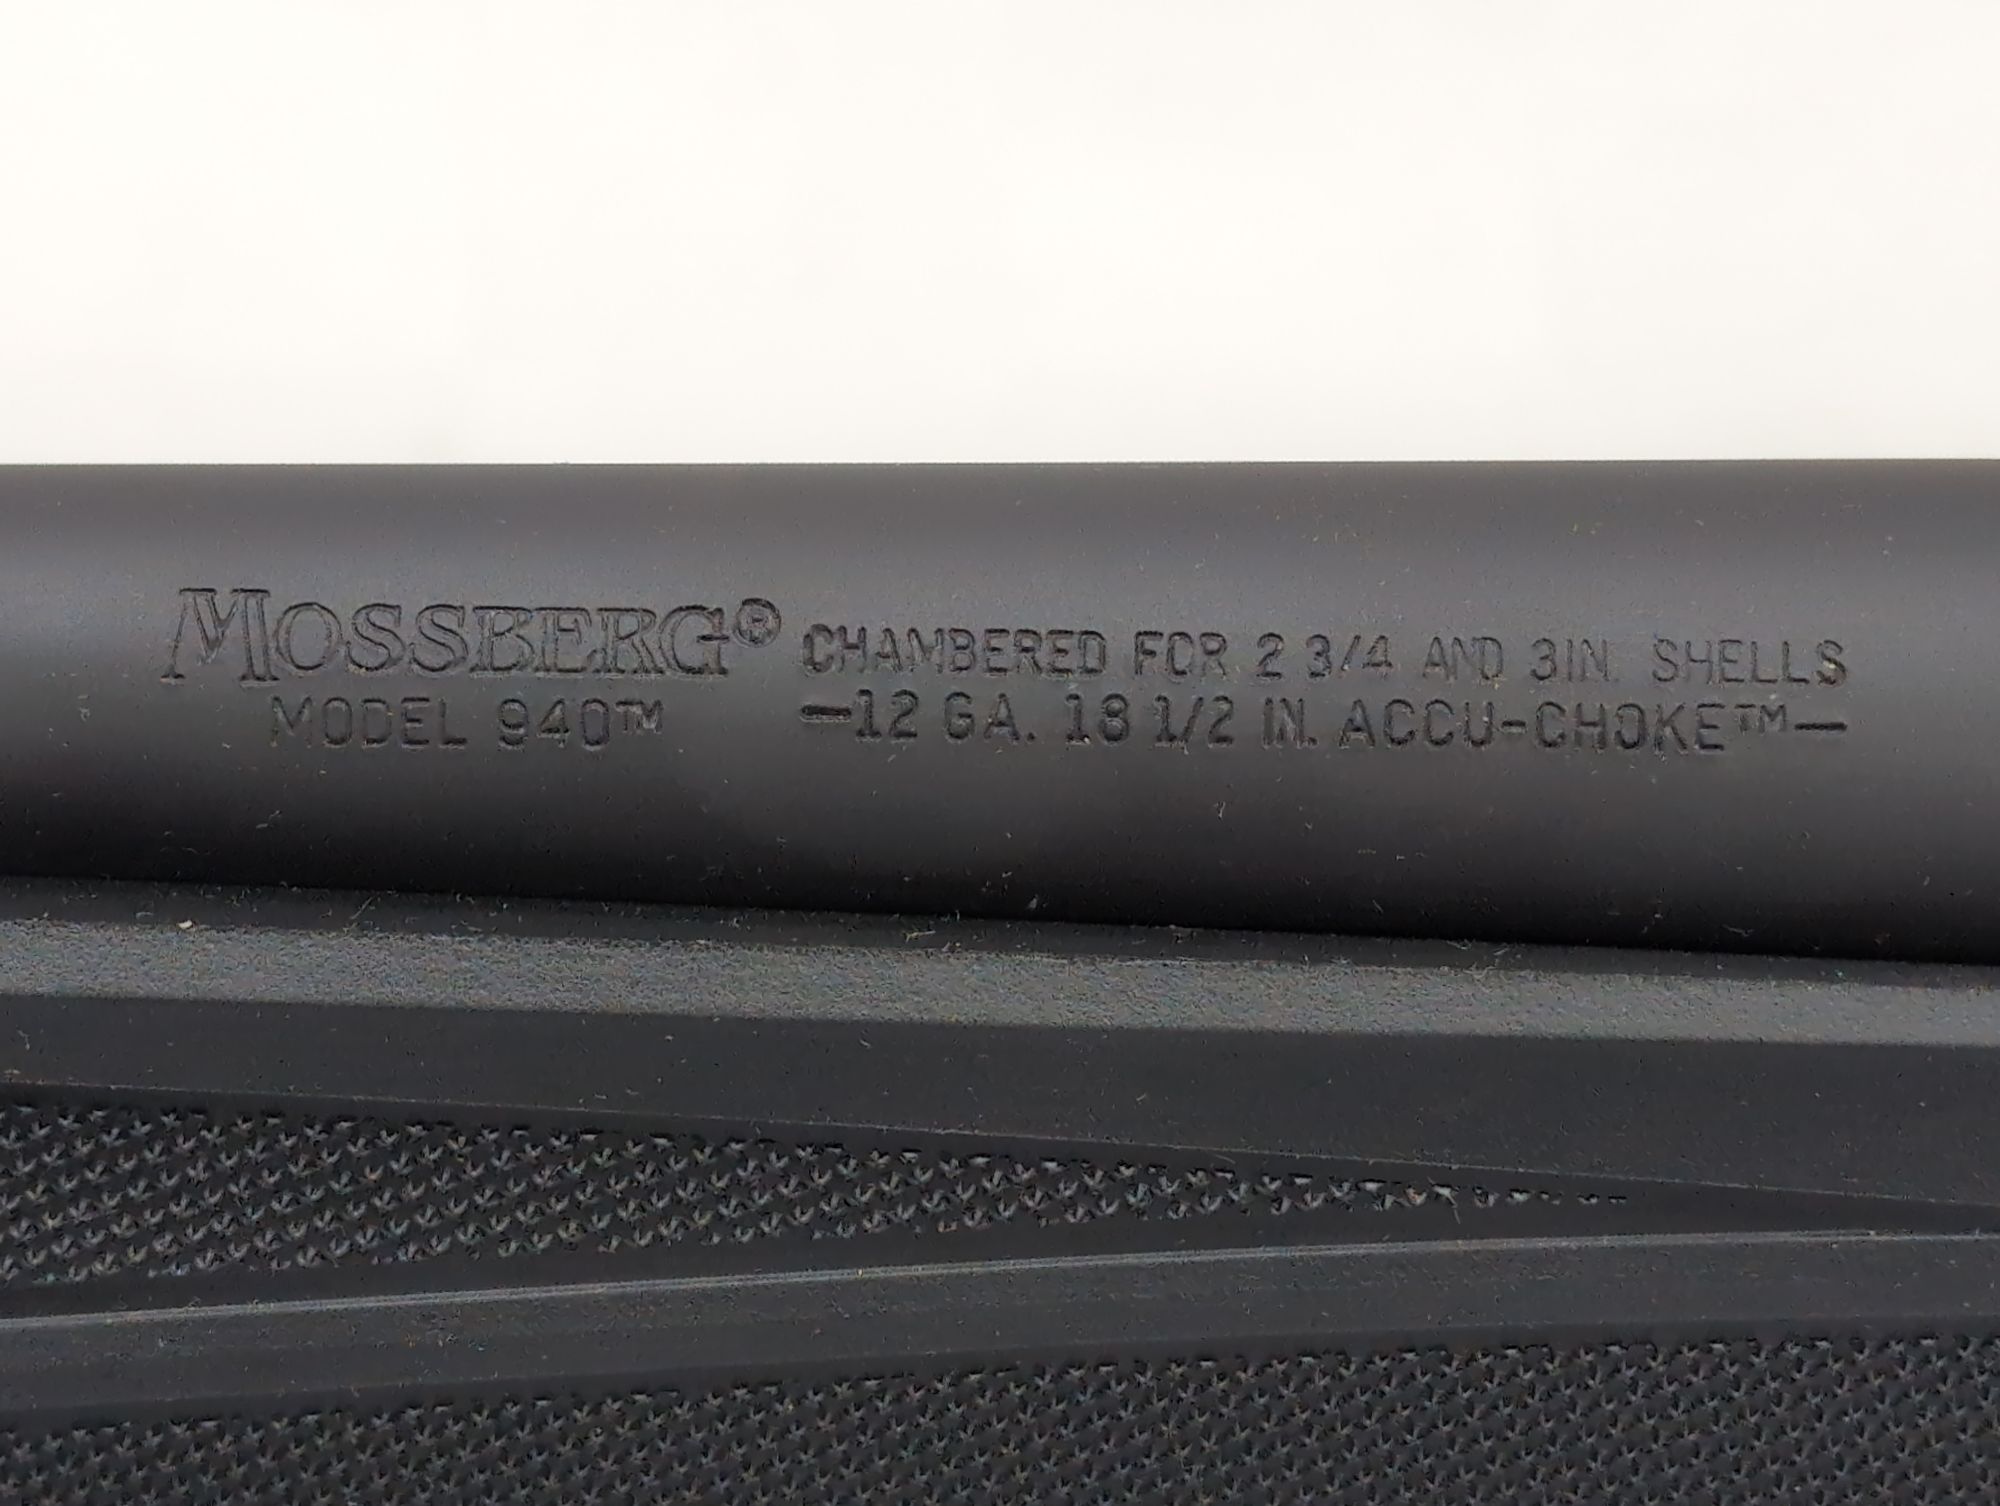 MOSSBERG® CHAMBERED FOR 2 3/4 AND 3IN. SHELLS
MODEL 940™ —12 GA. 18 1/2 IN. ACCU-CHOKE™—